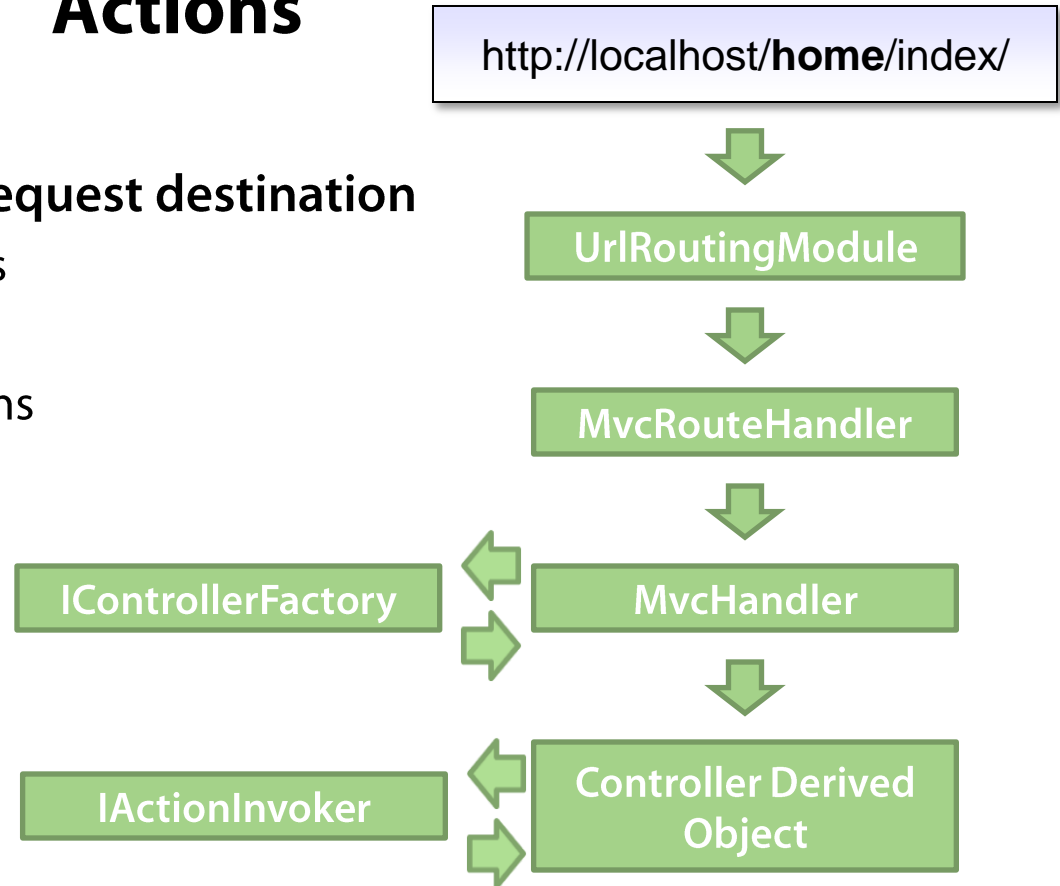 Actions
http://localhost/home/index/
equest destination
s
ns
UrlRoutingModule
MvcRouteHandler
IControllerFactory
MvcHandler
IActionInvoker
Controller Derived
Object